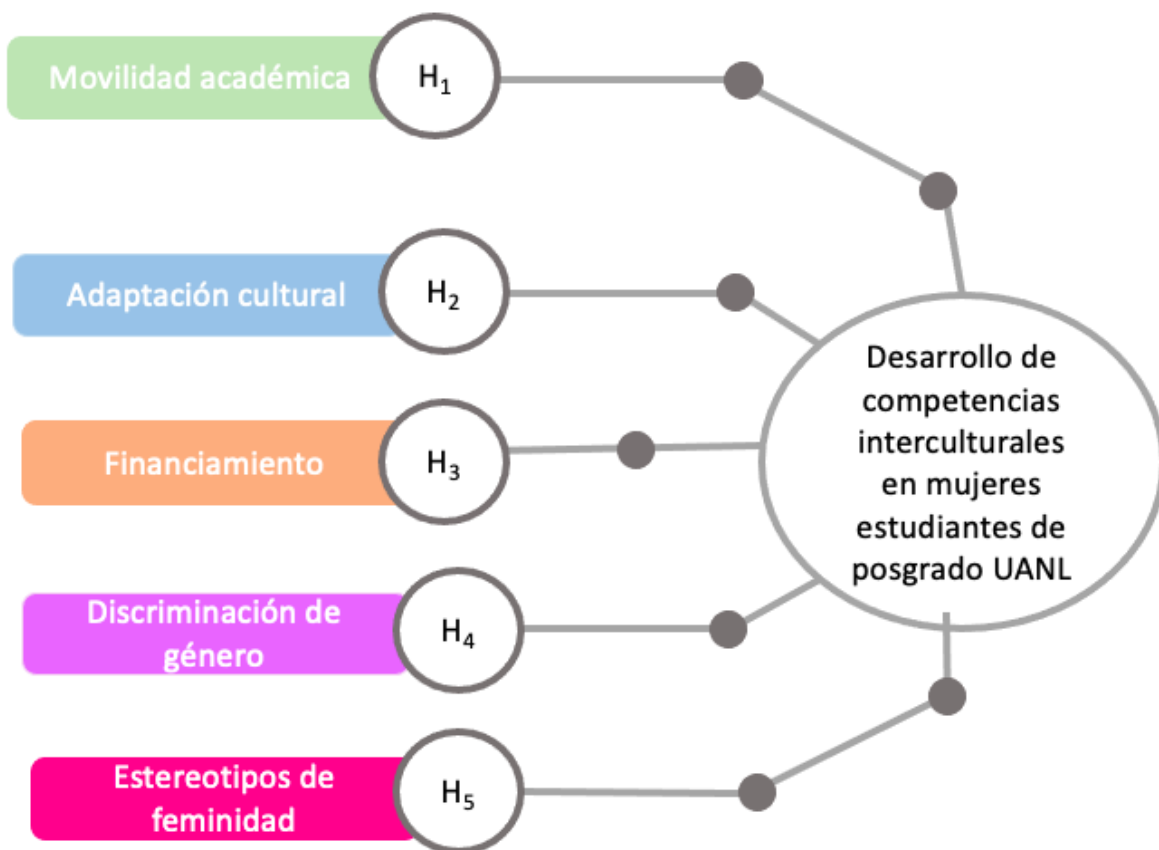 Movilidad académica
H₁
Adaptación cultural
H₂
Financiamiento
H₃
Discriminación de
género
H₄
Estereotipos de
feminidad
H₅
Desarrollo de
competencias
interculturales
en mujeres
estudiantes de
posgrado UANL